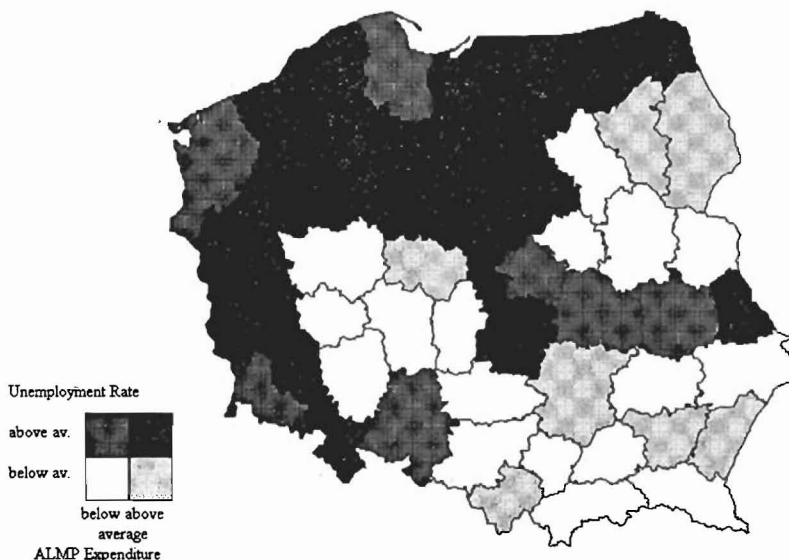 Unemployment Rate
above av.
below av.
below above
average
ALMP Expenditure